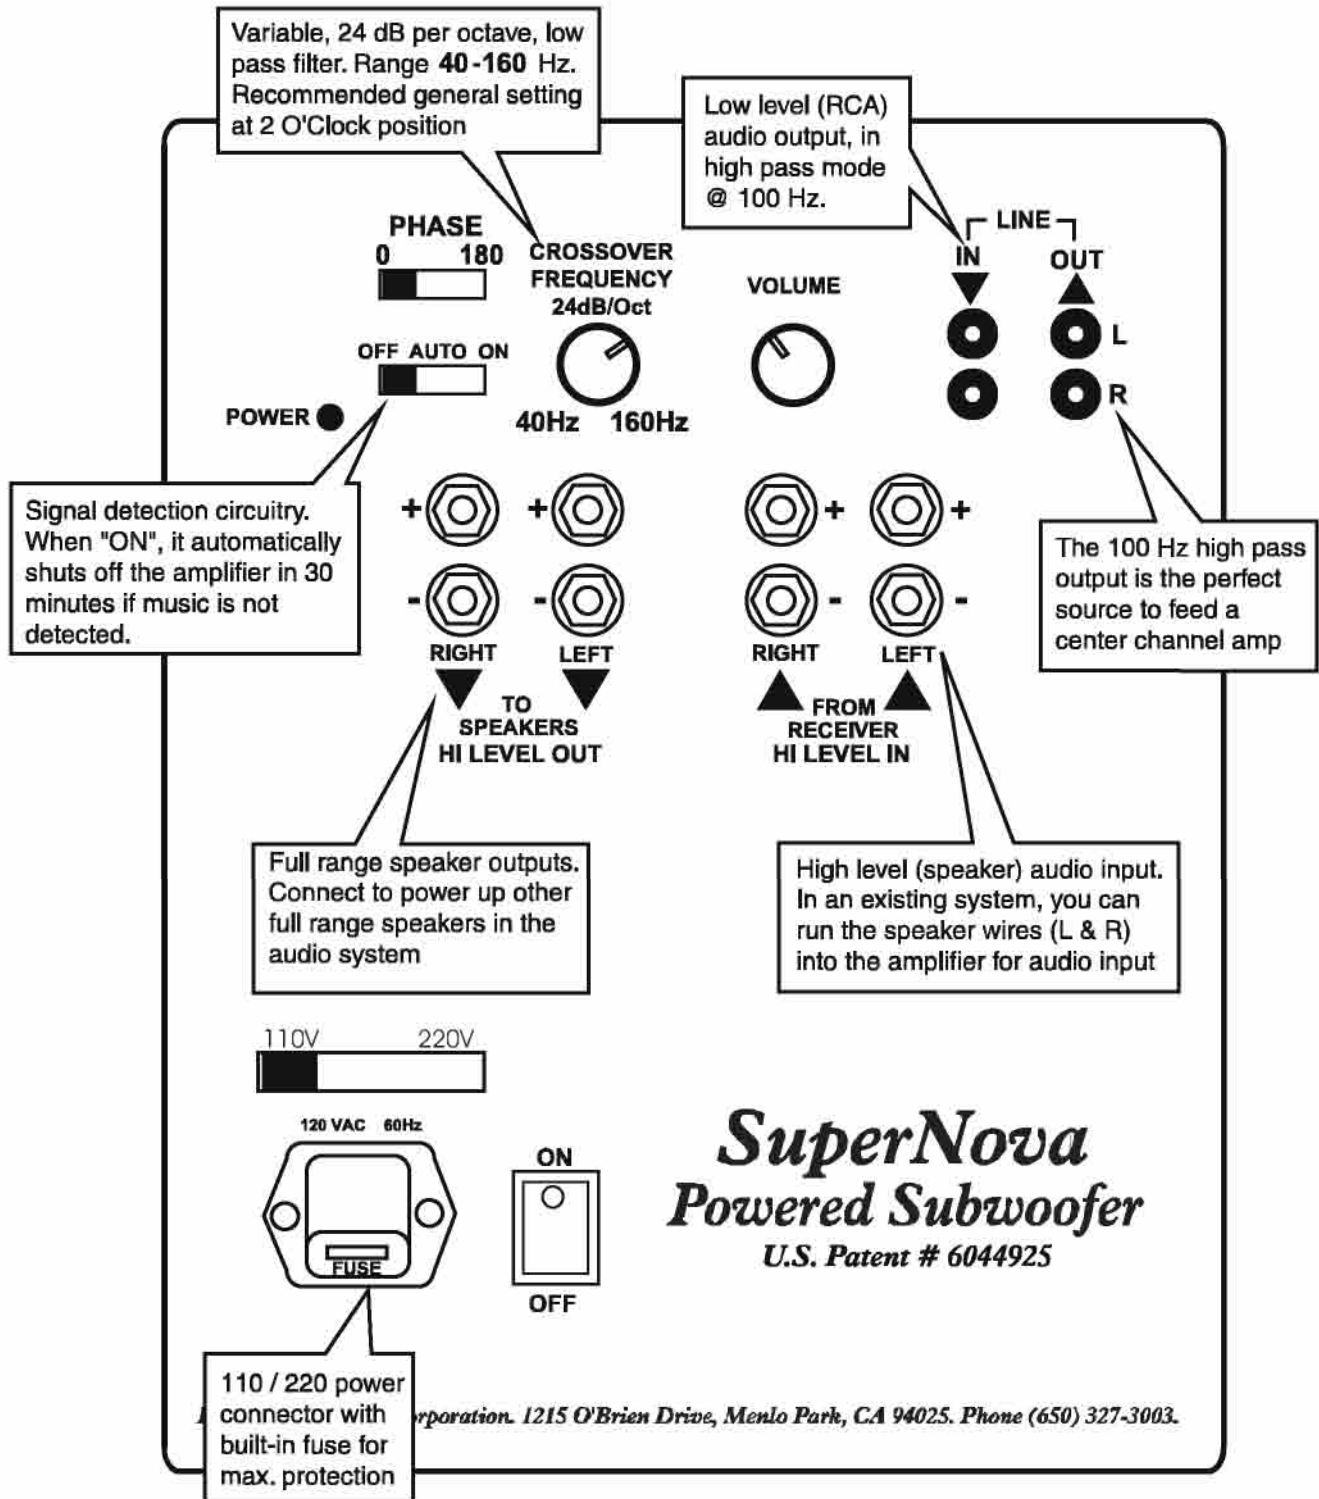 Variable, 24 dB per octave, low
pass filter. Range 40-160 Hz.
Recommended general setting
at 2 O'Clock position
Low level (RCA)
audio output, in
high pass mode
@ 100 Hz.
PHASE
0 180
CROSSOVER
FREQUENCY
24dB/Oct
40Hz 160Hz
VOLUME
LINE
IN OUT
L
R
OFF AUTO ON
POWER
Signal detection circuitry.
When "ON", it automatically
shuts off the amplifier in 30
minutes if music is not
detected.
+ + + +
- - - -
RIGHT LEFT
TO
SPEAKERS
HI LEVEL OUT
RIGHT LEFT
FROM
RECEIVER
HI LEVEL IN
The 100 Hz high pass
output is the perfect
source to feed a
center channel amp
Full range speaker outputs.
Connect to power up other
full range speakers in the
audio system
High level (speaker) audio input.
In an existing system, you can
run the speaker wires (L & R)
into the amplifier for audio input
110V 220V
120 VAC 60Hz
FUSE
ON
OFF
SuperNova
Powered Subwoofer
U.S. Patent # 6044925
110 / 220 power
connector with
built-in fuse for
max. protection
rporation. 1215 O'Brien Drive, Menlo Park, CA 94025. Phone (650) 327-3003.